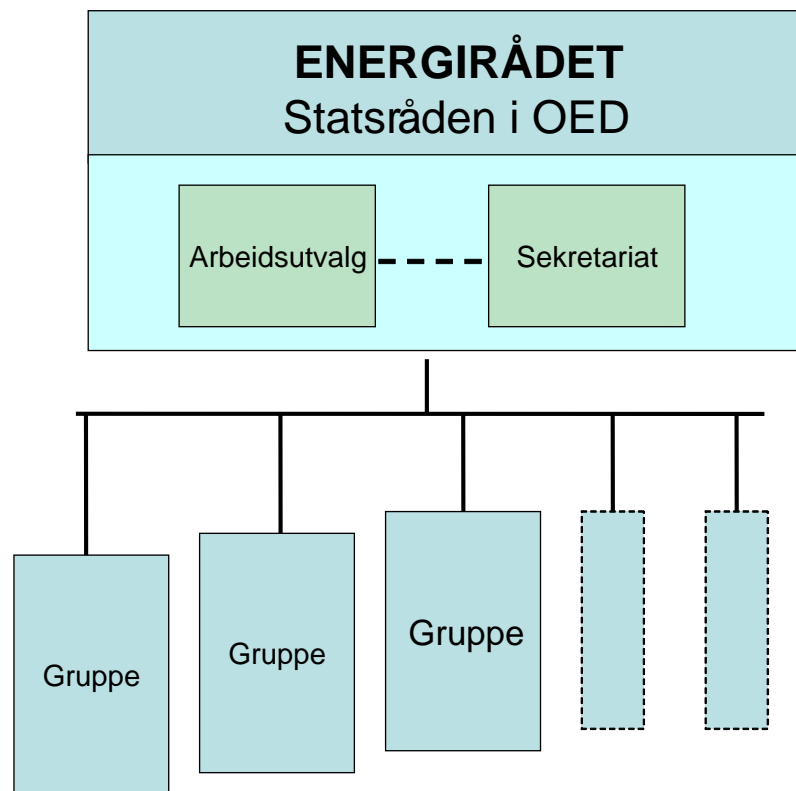 ENERGIRÅDET
Statsråden i OED
Arbeidsutvalg
Sekretariat
Gruppe
Gruppe
Gruppe